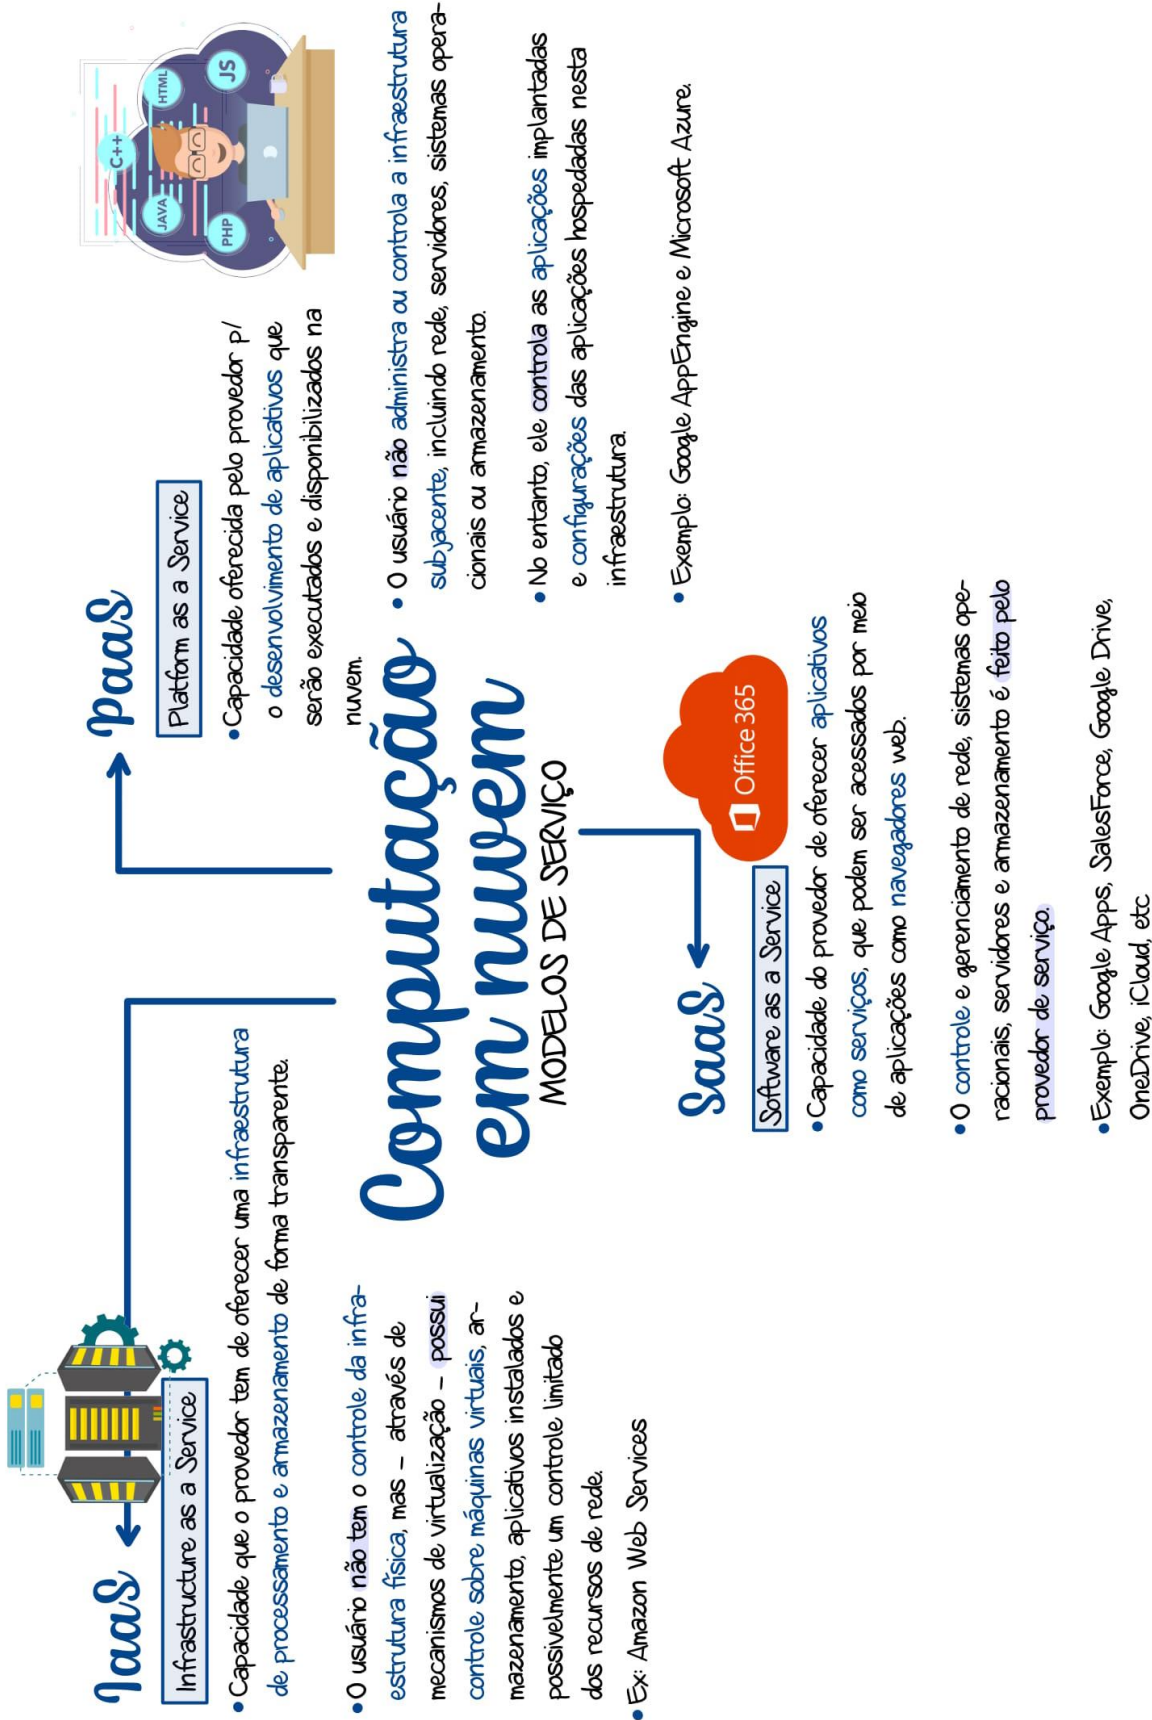 Computação
em nuvem
MODELOS DE SERVIÇO
IaaS
Infrastructure as a Service
• Capacidade que o provedor tem de oferecer uma infraestrutura
de processamento e armazenamento de forma transparente.
• O usuário não tem o controle da infra-
estrutura física, mas - através de
mecanismos de virtualização - possui
controle sobre máquinas virtuais, ar-
mazenamento, aplicativos instalados e
possivelmente um controle limitado
dos recursos de rede.
• Ex: Amazon Web Services
PaaS
Platform as a Service
• Capacidade oferecida pelo provedor p/
o desenvolvimento de aplicativos que
serão executados e disponibilizados na
nuvem.
• O usuário não administra ou controla a infraestrutura
subjacente, incluindo rede, servidores, sistemas opera-
cionais ou armazenamento.
• No entanto, ele controla as aplicações implantadas
e configurações das aplicações hospedadas nesta
infraestrutura.
• Exemplo: Google AppEngine e Microsoft Azure.
C++
HTML
JAVA
JS
PHP
SaaS
Software as a Service
Office 365
• Capacidade do provedor de oferecer aplicativos
como serviços, que podem ser acessados por meio
de aplicações como navegadores web.
• O controle e gerenciamento de rede, sistemas ope-
racionais, servidores e armazenamento é feito pelo
provedor de serviço.
• Exemplo: Google Apps, SalesForce, Google Drive,
OneDrive, iCloud, etc